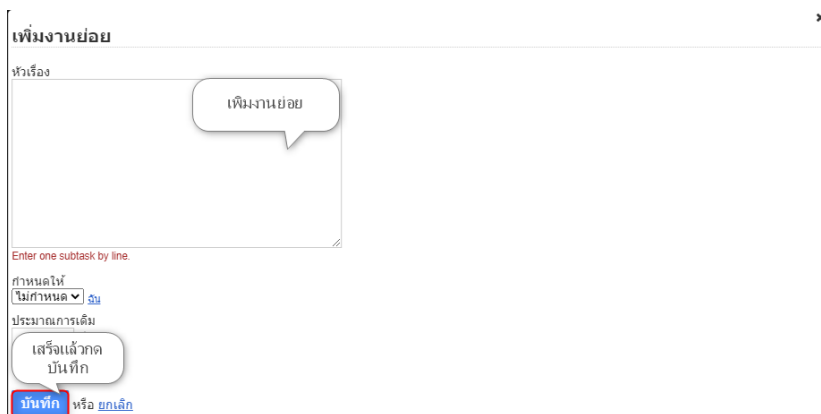 เพิ่มงานย่อย
หัวเรื่อง
เพิ่มงานย่อย
Enter one subtask by line.
กำหนดให้
ไม่กำหนด ฉัน
ประมาณการเดิม
เสร็จแล้วกด
บันทึก
บันทึก หรือ ยกเลิก